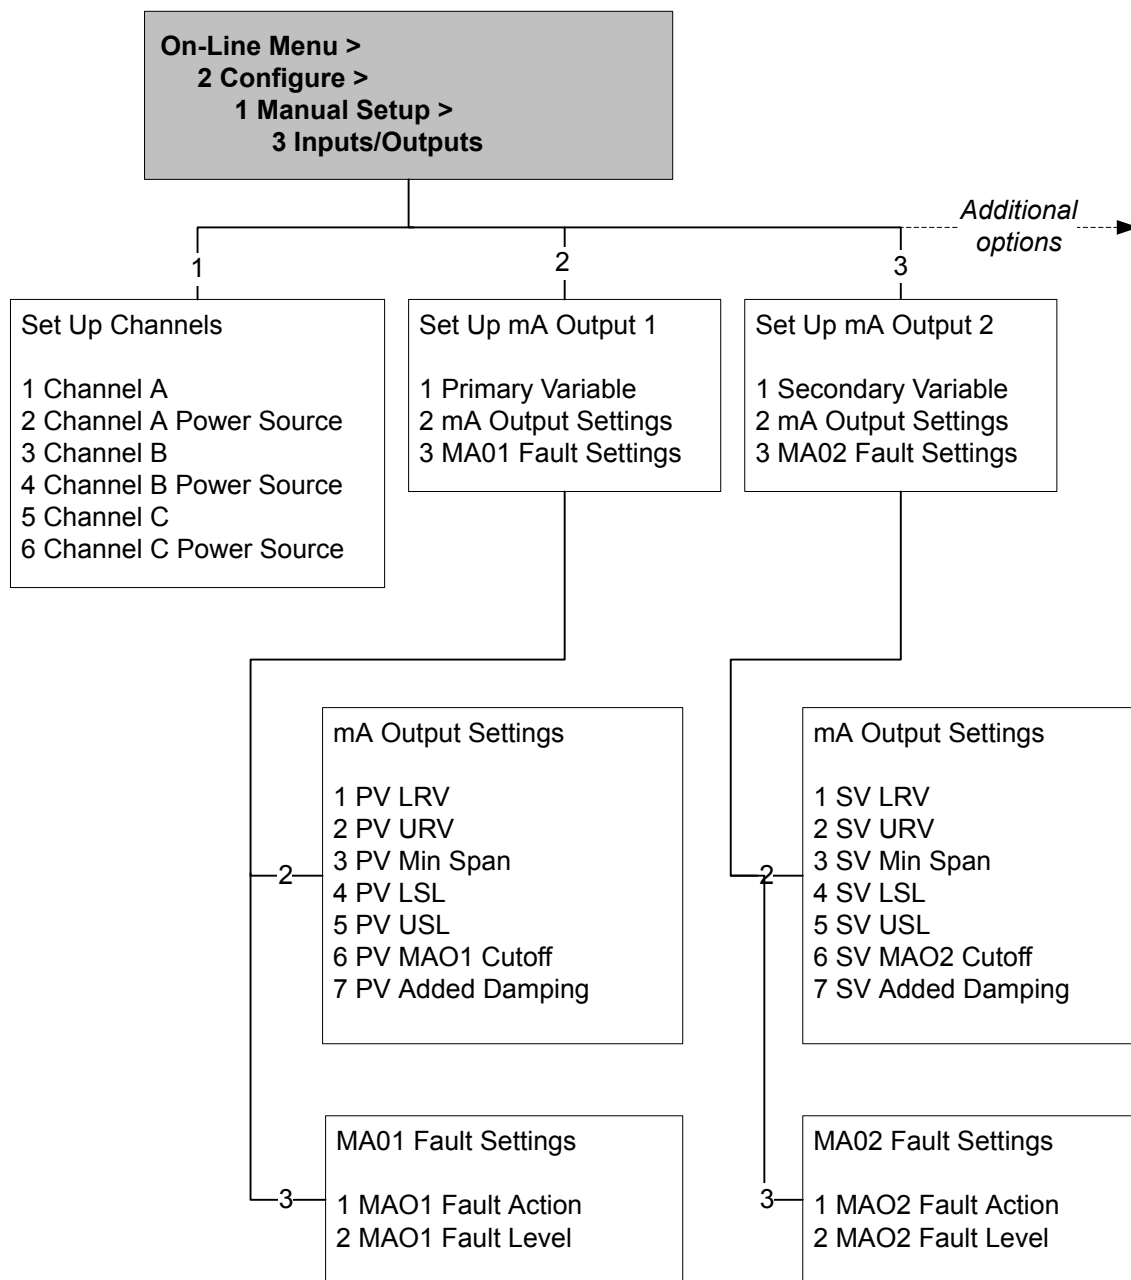 On-Line Menu >
2 Configure >
1 Manual Setup >
3 Inputs/Outputs
Additional
options
1
2
3
Set Up Channels
1 Channel A
2 Channel A Power Source
3 Channel B
4 Channel B Power Source
5 Channel C
6 Channel C Power Source
Set Up mA Output 1
1 Primary Variable
2 mA Output Settings
3 MA01 Fault Settings
Set Up mA Output 2
1 Secondary Variable
2 mA Output Settings
3 MA02 Fault Settings
2
mA Output Settings
1 PV LRV
2 PV URV
3 PV Min Span
4 PV LSL
5 PV USL
6 PV MAO1 Cutoff
7 PV Added Damping
2
mA Output Settings
1 SV LRV
2 SV URV
3 SV Min Span
4 SV LSL
5 SV USL
6 SV MAO2 Cutoff
7 SV Added Damping
3
MA01 Fault Settings
1 MAO1 Fault Action
2 MAO1 Fault Level
3
MA02 Fault Settings
1 MAO2 Fault Action
2 MAO2 Fault Level